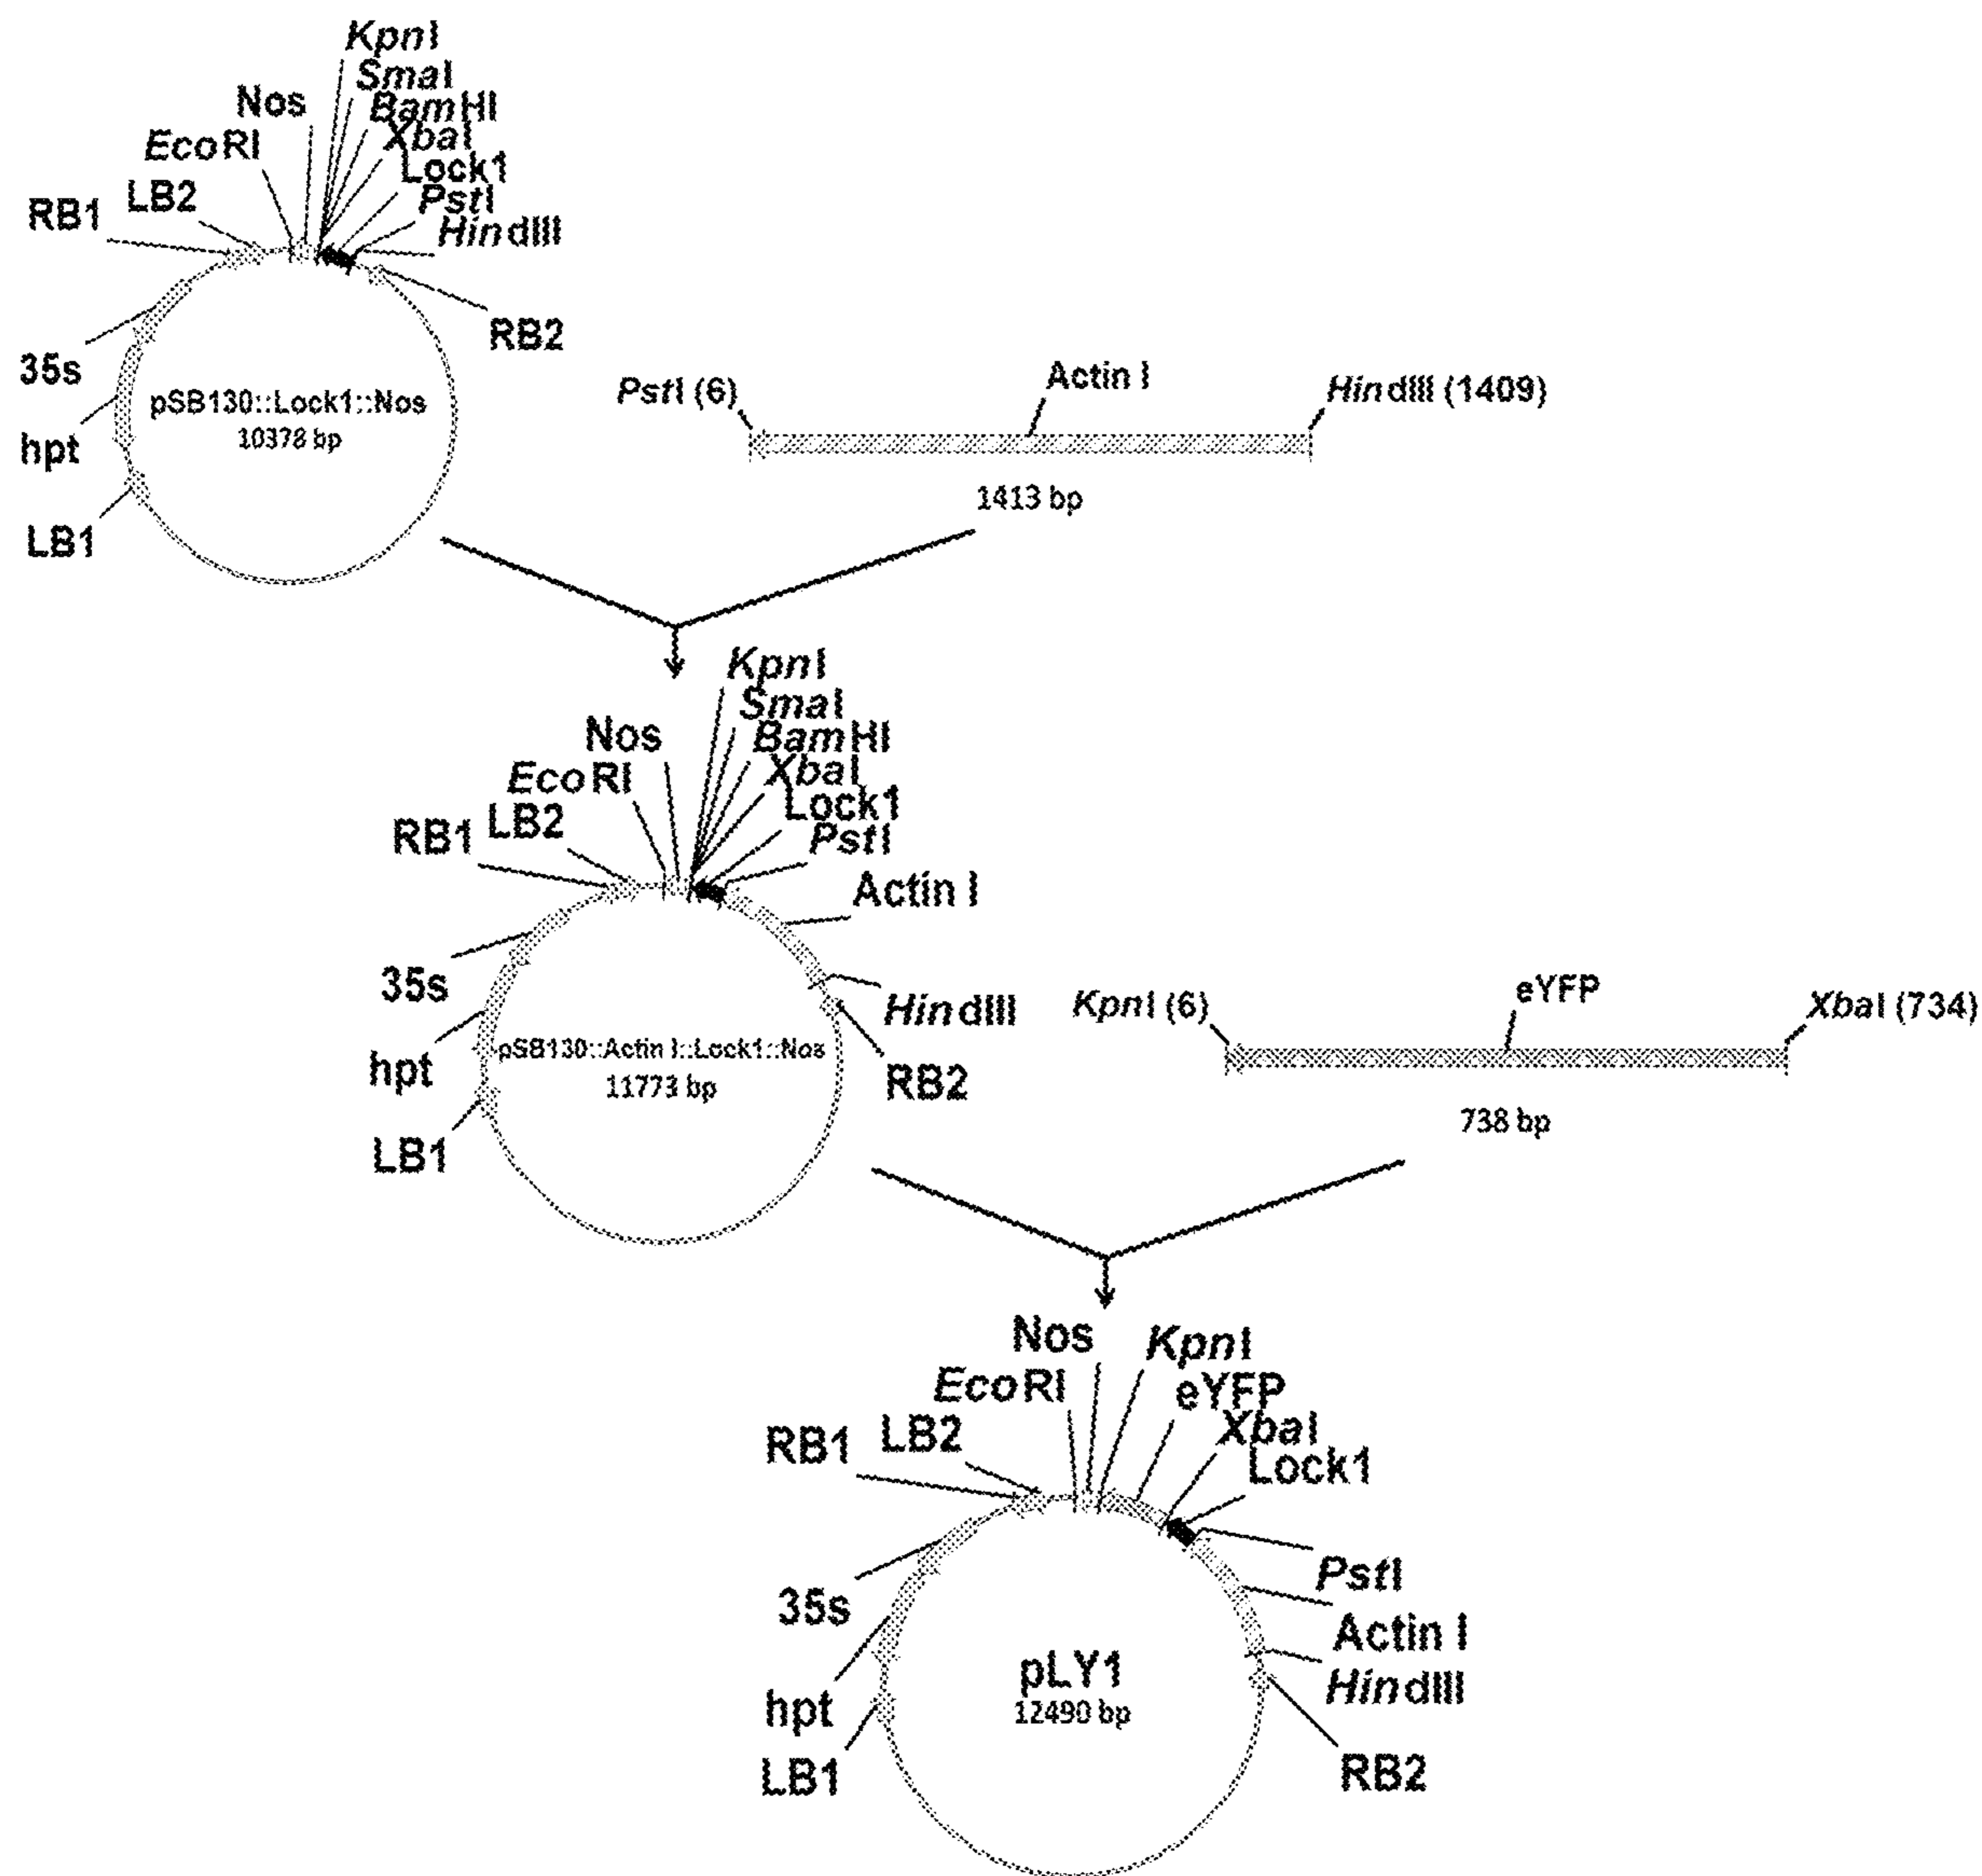 KpnI
SmaI
BamHI
XbaI
Lock1
PstI
HindIII
Nos
EcoRI
LB2
RB1
RB2
35s
hpt
LB1
pSB130::Lock1::Nos
10378 bp
PstI (6)
Actin I
HindIII (1409)
1413 bp
KpnI
SmaI
BamHI
XbaI
Lock1
PstI
Nos
EcoRI
LB2
RB1
Actin I
HindIII
RB2
35s
hpt
LB1
pSB130::Actin I::Lock1::Nos
11773 bp
KpnI (6)
eYFP
XbaI (734)
738 bp
Nos
KpnI
EcoRI
eYFP
XbaI
LB2
RB1
Lock1
PstI
Actin I
HindIII
RB2
35s
hpt
LB1
pLY1
12490 bp